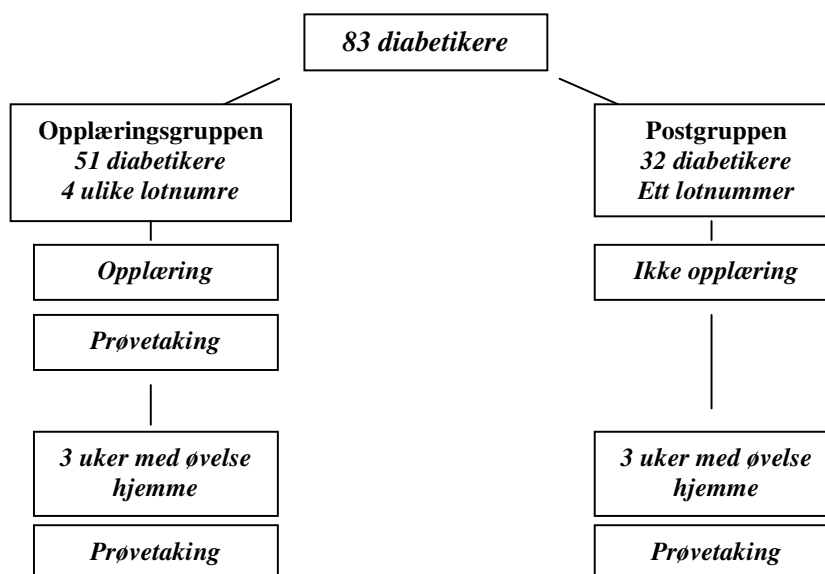 83 diabetikere
Opplæringsgruppen
51 diabetikere
4 ulike lotnumre
Postgruppen
32 diabetikere
Ett lotnummer
Opplæring
Ikke opplæring
Prøvetaking
3 uker med øvelse
hjemme
3 uker med øvelse
hjemme
Prøvetaking
Prøvetaking